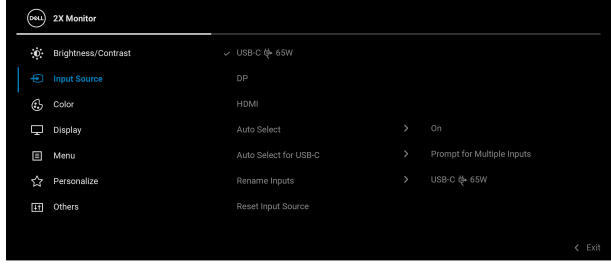 DELL 2X Monitor
Brightness/Contrast USB-C 65W
Input Source DP
Color HDMI
Display Auto Select On
Menu Auto Select for USB-C Prompt for Multiple Inputs
Personalize Rename Inputs USB-C 65W
Others Reset Input Source
Exit